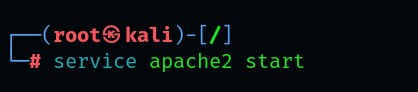 ┌──(root㉿kali)-[/]
└─# service apache2 start